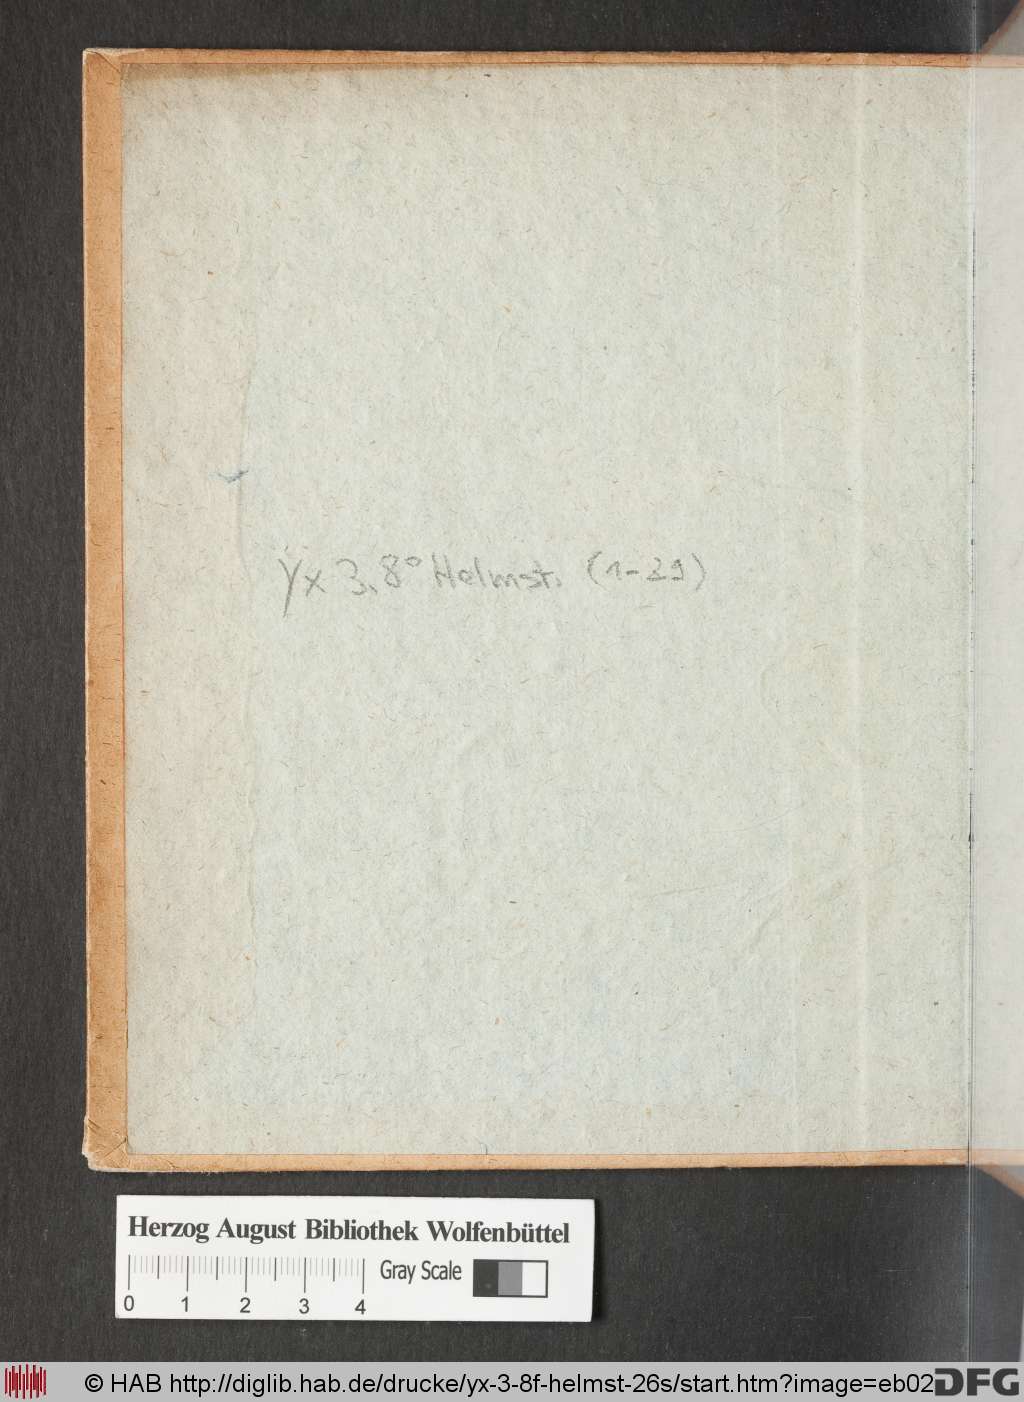 Yx 3. 8° Helmst. (1-29)
Herzog August Bibliothek Wolfenbüttel
Gray Scale
0 1 2 3 4
© HAB http://diglib.hab.de/drucke/yx-3-8f-helmst-26s/start.htm?image=eb02
DFG